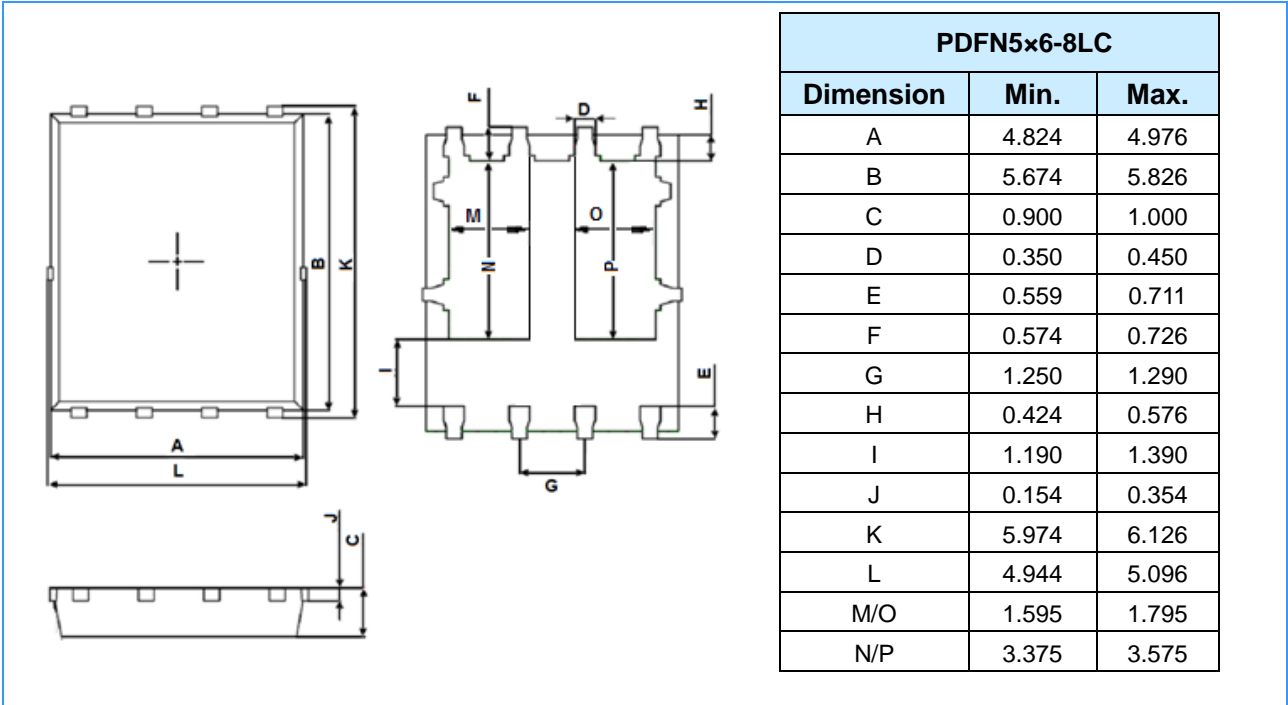 PDFN5×6-8LC
Dimension Min. Max.
A 4.824 4.976
B 5.674 5.826
C 0.900 1.000
D 0.350 0.450
E 0.559 0.711
F 0.574 0.726
G 1.250 1.290
H 0.424 0.576
I 1.190 1.390
J 0.154 0.354
K 5.974 6.126
L 4.944 5.096
M/O 1.595 1.795
N/P 3.375 3.575
B
K
A
L
F
D
H
M
O
N
P
I
E
G
J
C